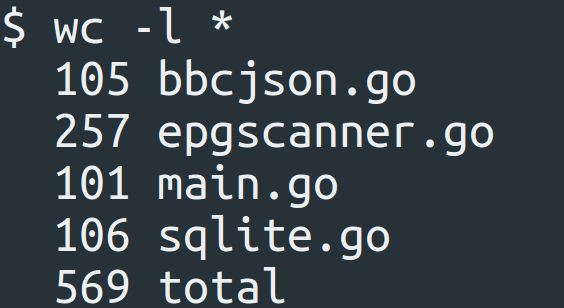 $ wc -l *
105 bbcjson.go
257 epgscanner.go
101 main.go
106 sqlite.go
569 total